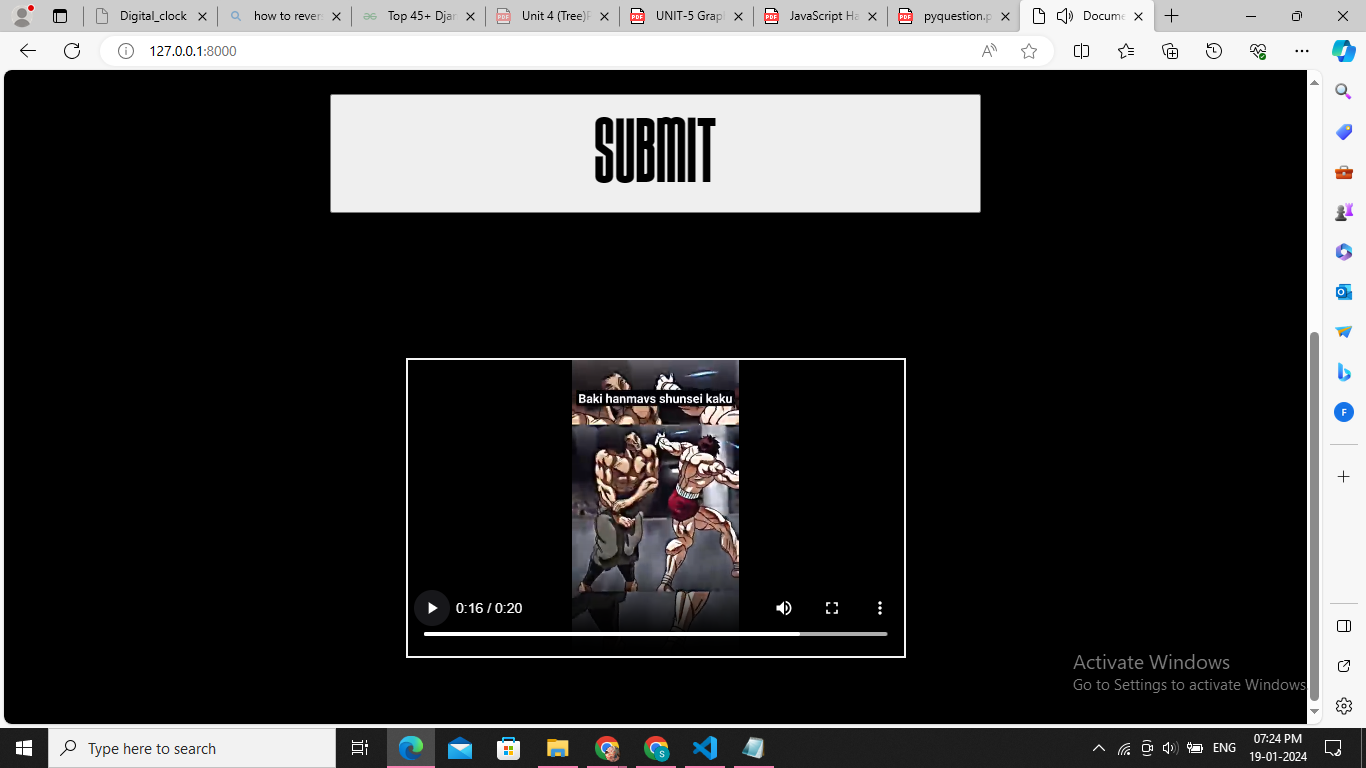 Digital_clock
how to rever
Top 45+ Djan
Unit 4 (Tree)P
UNIT-5 Grap
JavaScript Ha
pyquestion.p
Docume
127.0.0.1:8000
SUBMIT
Baki hanmavs shunsei kaku
0:16 / 0:20
Activate Windows
Go to Settings to activate Windows.
Type here to search
ENG
07:24 PM
19-01-2024